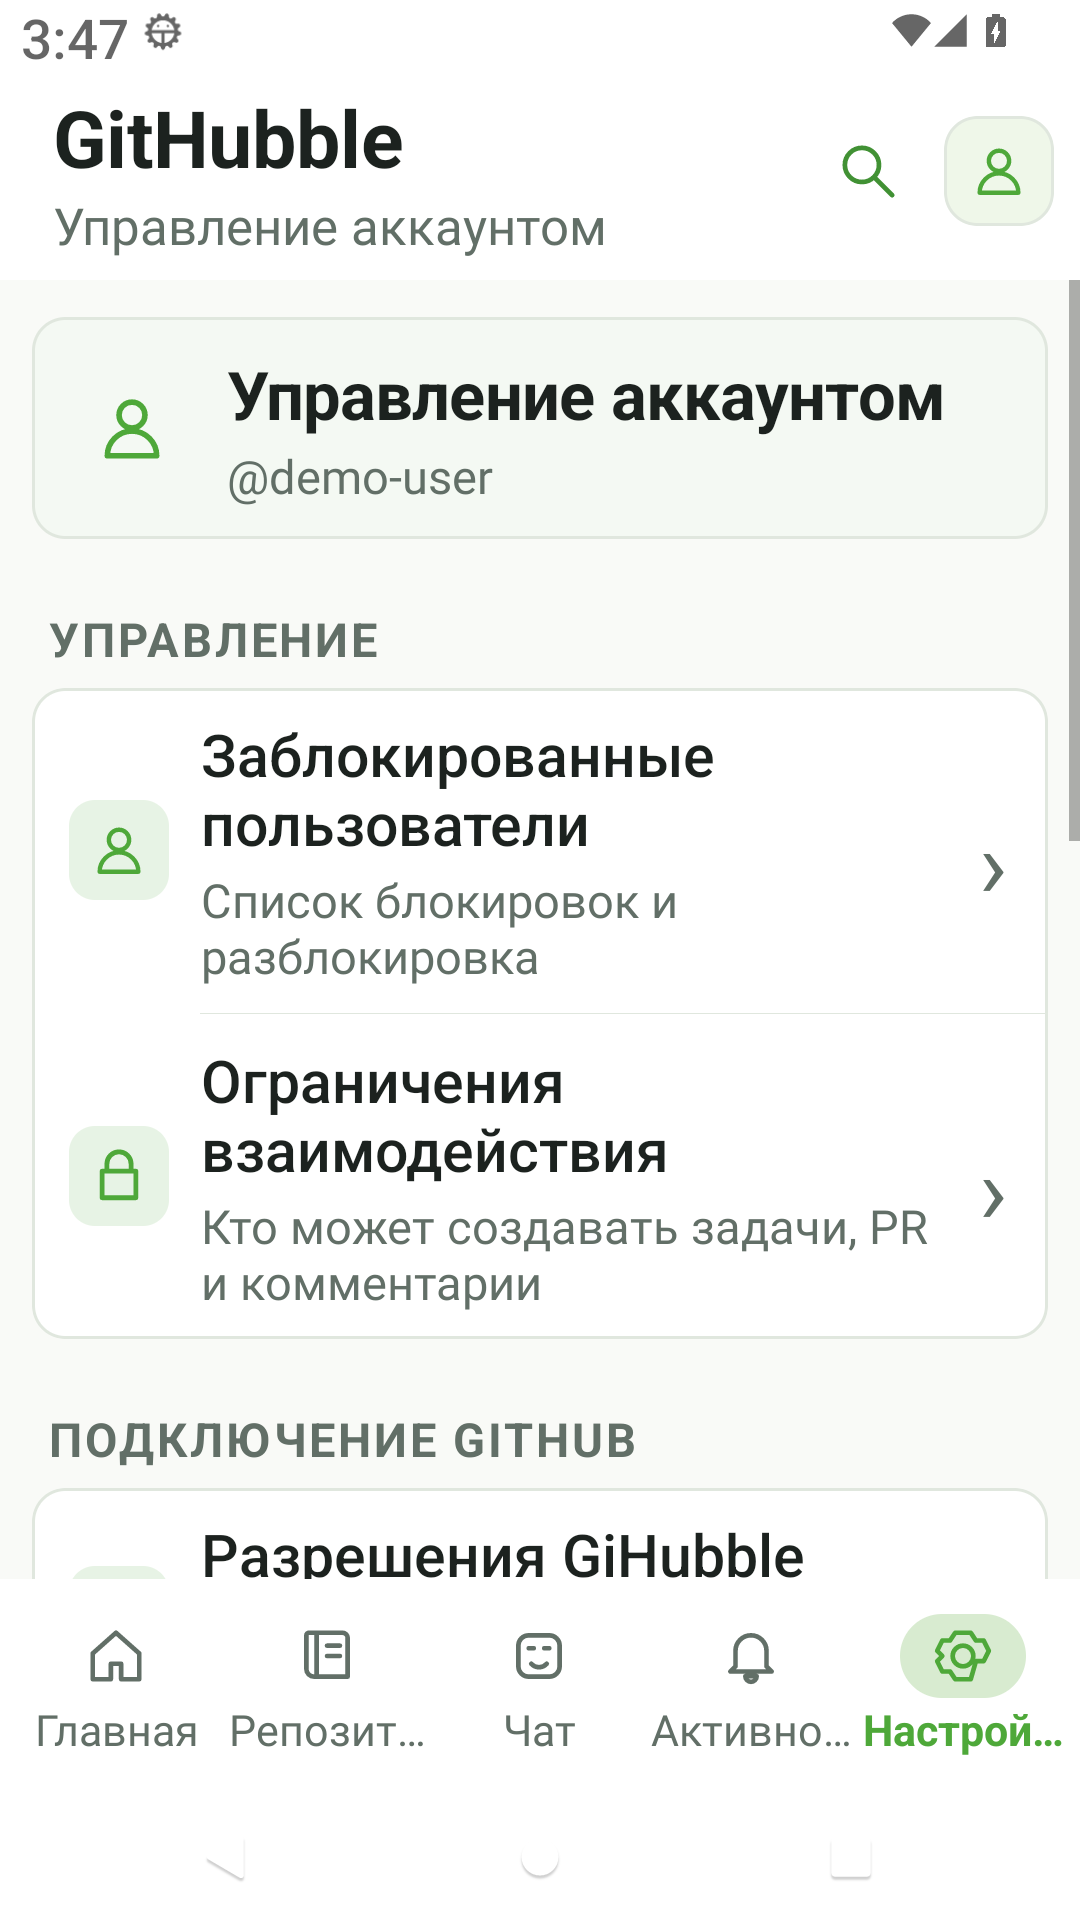 3:47
GitHubble
Управление аккаунтом
Управление аккаунтом
@demo-user
УПРАВЛЕНИЕ
Заблокированные
пользователи
Список блокировок и
разблокировка
Ограничения
взаимодействия
Кто может создавать задачи, PR
и комментарии
ПОДКЛЮЧЕНИЕ GITHUB
Разрешения GiHubble
Главная
Репозит...
Чат
Активно...
Настрой...